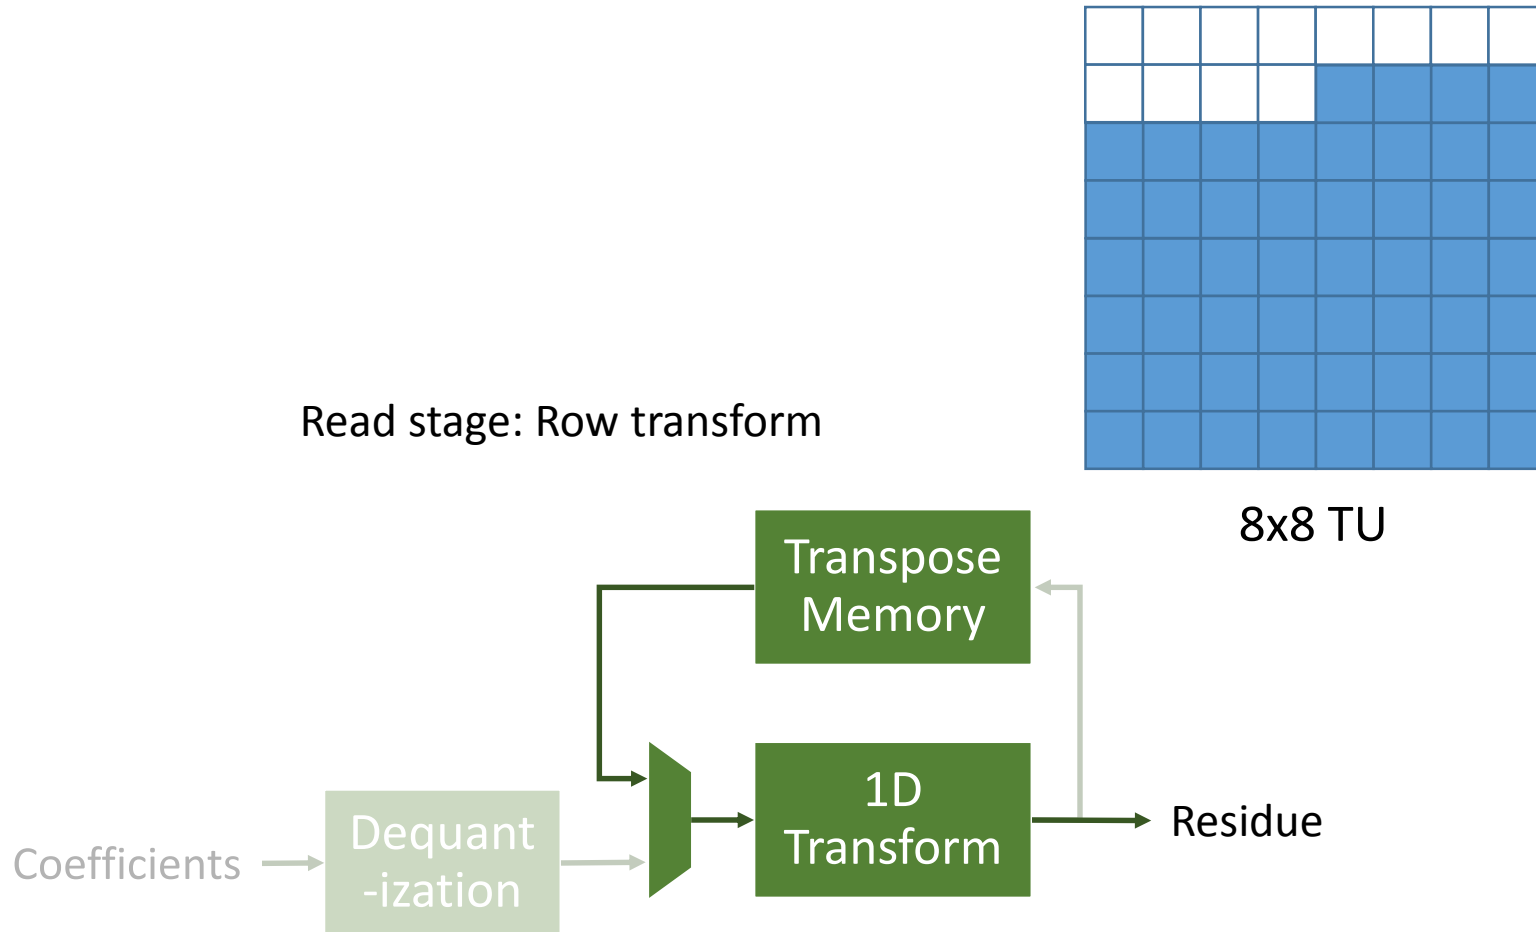 Read stage: Row transform
8x8 TU
Transpose
Memory
1D
Transform
Residue
Dequant
-ization
Coefficients